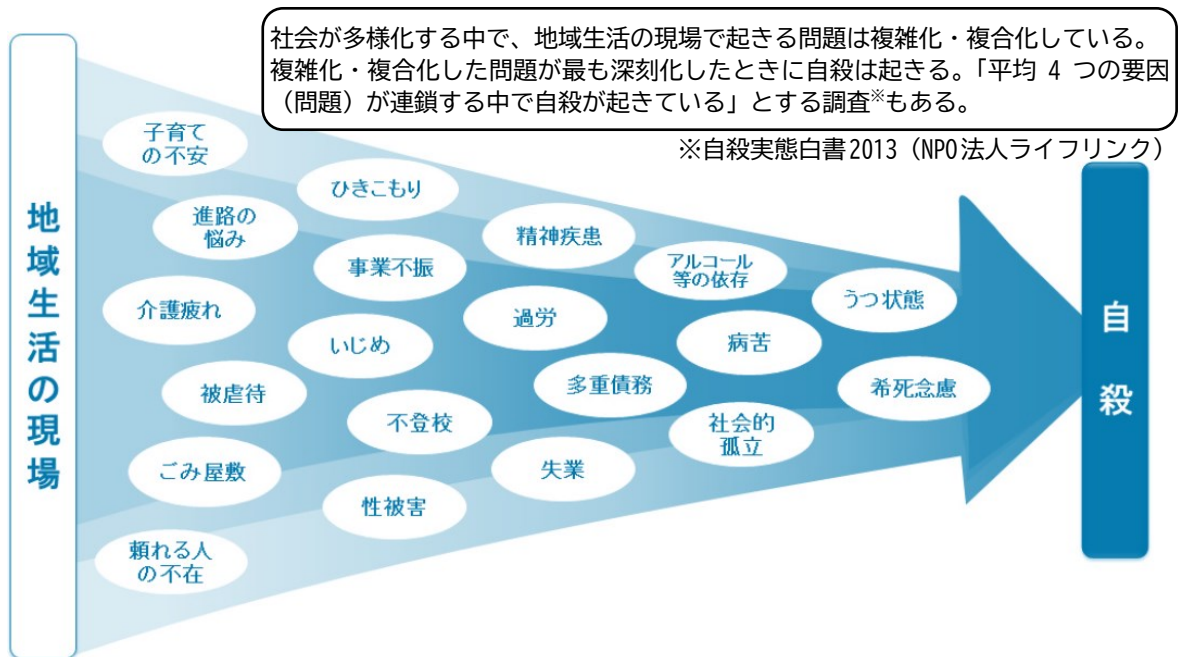 社会が多様化する中で、地域生活の現場で起きる問題は複雑化・複合化している。
複雑化・複合化した問題が最も深刻化したときに自殺は起きる。「平均 4 つの要因
（問題）が連鎖する中で自殺が起きている」とする調査※もある。
※自殺実態白書2013（NPO法人ライフリンク）
地域生活の現場
子育て
の不安
ひきこもり
進路の
悩み
精神疾患
事業不振
アルコール
等の依存
うつ状態
介護疲れ
過労
いじめ
病苦
被虐待
多重債務
希死念慮
不登校
社会的
孤立
ごみ屋敷
失業
性被害
頼れる人
の不在
自殺